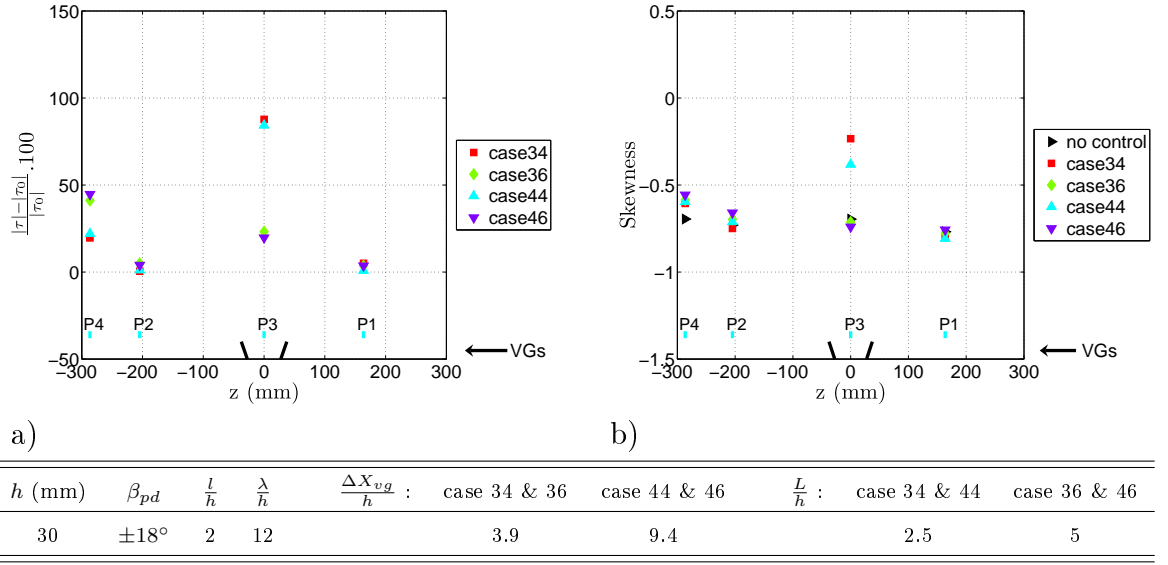 150
100
50
0
−50
−300
−200
−100
0
100
200
300
|τ|−|τ₀| / |τ₀| .100
z (mm)
P4
P2
P3
P1
VGs
case34
case36
case44
case46
a)
0.5
0
−0.5
−1
−1.5
−300
−200
−100
0
100
200
300
Skewness
z (mm)
P4
P2
P3
P1
VGs
no control
case34
case36
case44
case46
b)
h (mm) β_pd l/h λ/h ΔX_vg/h : case 34 & 36 case 44 & 46 L/h : case 34 & 44 case 36 & 46
30 ±18° 2 12 3.9 9.4 2.5 5